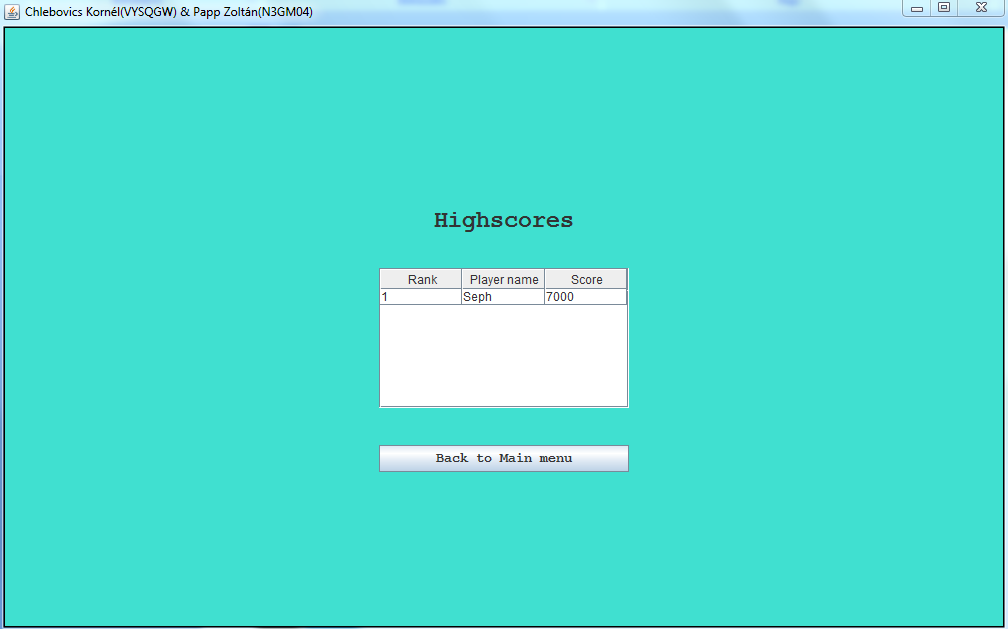 Chlebovics Kornél(VYSQGW) & Papp Zoltán(N3GM04)
Highscores
Rank Player name Score
1 Seph 7000
Back to Main menu